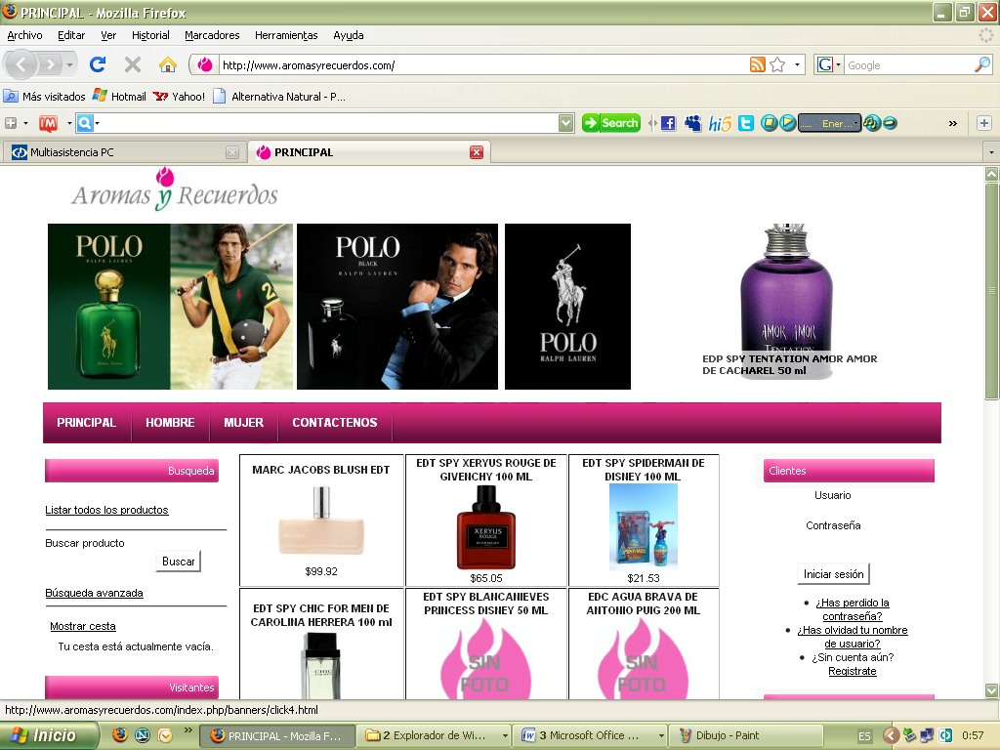 PRINCIPAL - Mozilla Firefox
Archivo Editar Ver Historial Marcadores Herramientas Ayuda
http://www.aromasyrecuerdos.com/
G Google
Más visitados Hotmail Yahoo! Alternativa Natural - P...
Search hi5 Ener... »
Multiasistencia PC PRINCIPAL
Aromas y Recuerdos
POLO
RALPH LAUREN
2
POLO
BLACK
RALPH LAUREN
POLO
RALPH LAUREN
AMOR AMOR
TENTATION
EDP SPY TENTATION AMOR AMOR
DE CACHAREL 50 ml
PRINCIPAL HOMBRE MUJER CONTACTENOS
Busqueda
Listar todos los productos
Buscar producto
Buscar
Búsqueda avanzada
Mostrar cesta
Tu cesta está actualmente vacía.
Visitantes
MARC JACOBS BLUSH EDT
$99.92
EDT SPY XERYUS ROUGE DE
GIVENCHY 100 ML
XERYUS
ROUGE
$65.05
EDT SPY SPIDERMAN DE
DISNEY 100 ML
$21.53
EDT SPY CHIC FOR MEN DE
CAROLINA HERRERA 100 ml
CHIC
EDT SPY BLANCANIEVES
PRINCESS DISNEY 50 ML
SIN
FOTO
EDC AGUA BRAVA DE
ANTONIO PUIG 200 ML
SIN
FOTO
Clientes
Usuario
Contraseña
Iniciar sesión
¿Has perdido la
contraseña?
¿Has olvidad tu nombre
de usuario?
¿Sin cuenta aún?
Registrate
http://www.aromasyrecuerdos.com/index.php/banners/click4.html
Inicio » PRINCIPAL - Mozilla F... 2 Explorador de Wi... 3 Microsoft Office ... Dibujo - Paint ES 0:57